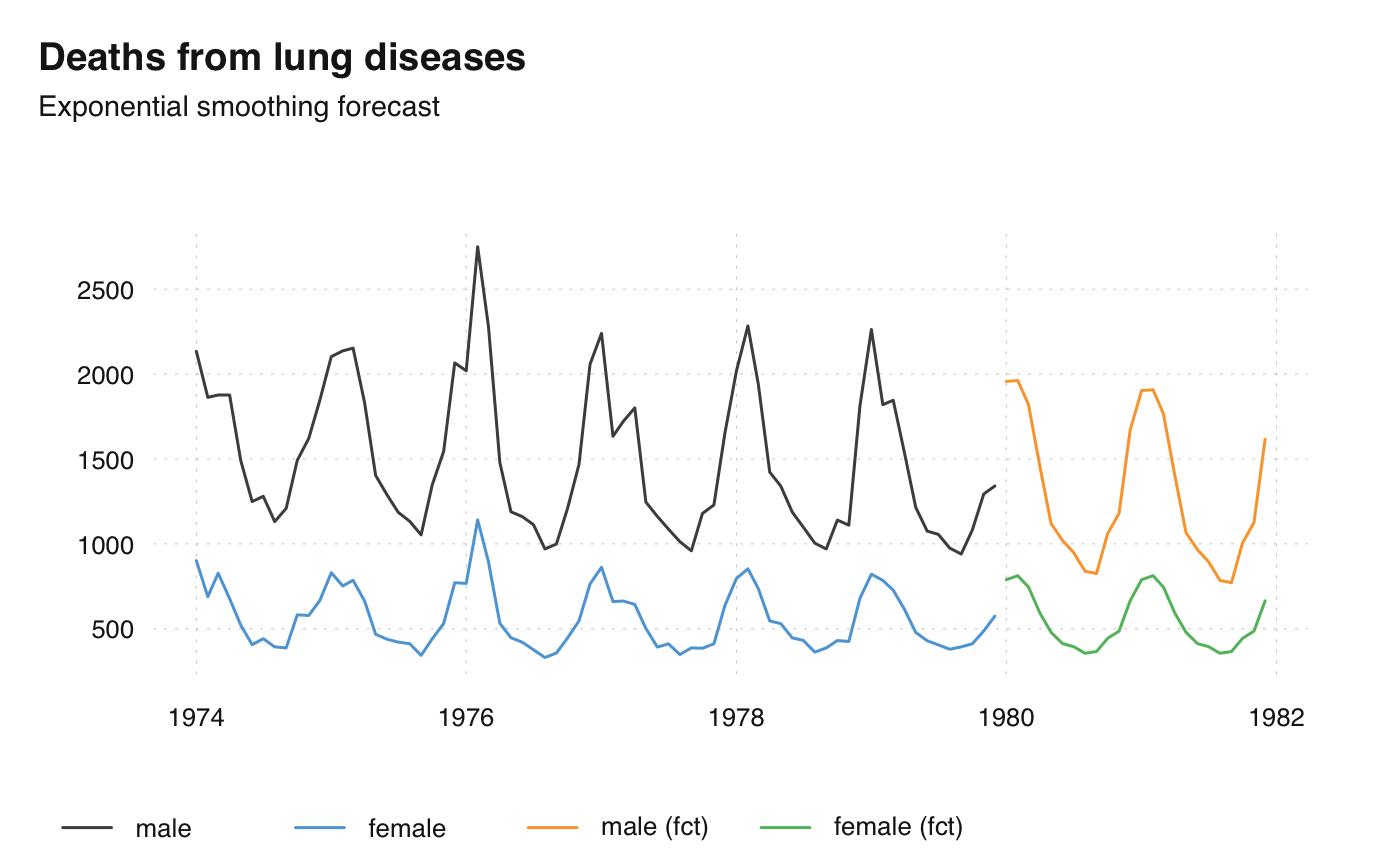 Deaths from lung diseases
Exponential smoothing forecast
2500
2000
1500
1000
500
1974 1976 1978 1980 1982
male female male (fct) female (fct)